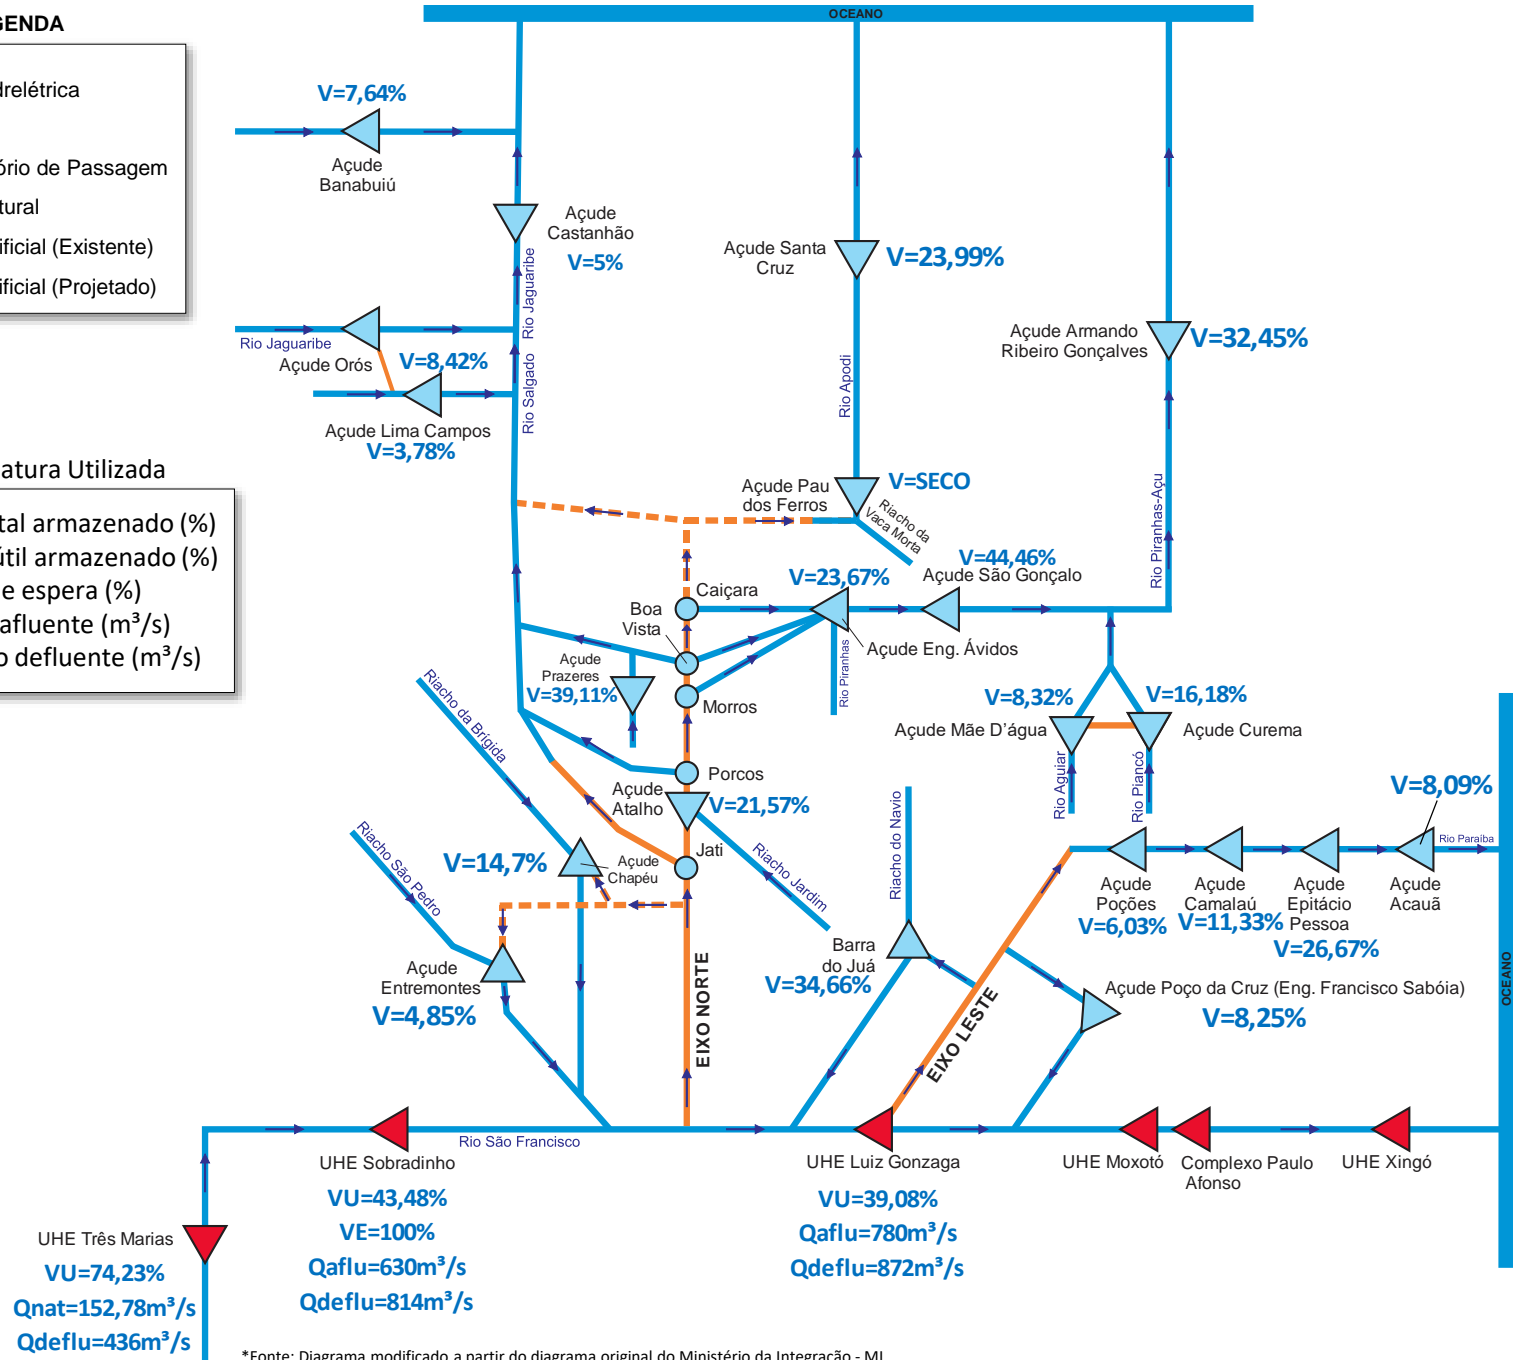 OCEANO
GENDA
drelétrica
ório de Passagem
tural
ificial (Existente)
ificial (Projetado)
V=7,64%
Açude
Banabuiú
Açude
Castanhão
V=5%
Rio Jaguaribe
Açude Santa
Cruz
V=23,99%
Açude Armando
Ribeiro Gonçalves
V=32,45%
Rio Jaguaribe
Açude Orós
V=8,42%
Rio Salgado
Rio Apodi
Açude Lima Campos
V=3,78%
atura Utilizada
tal armazenado (%)
útil armazenado (%)
e espera (%)
afluente (m³/s)
o defluente (m³/s)
Açude Pau
dos Ferros
V=SECO
Riacho da
Vaca Morta
Rio Piranhas-Açu
V=44,46%
Açude São Gonçalo
V=23,67%
Caiçara
Boa
Vista
Açude Eng. Ávidos
Rio Piranhas
Açude
Prazeres
V=39,11%
Morros
Riacho da Brígida
V=8,32%
V=16,18%
Açude Mãe D'água
Açude Curema
Rio Aguiar
Rio Piancó
Porcos
Açude
Atalho
V=21,57%
V=8,09%
Riacho São Pedro
V=14,7%
Açude
Chapéu
Jati
Riacho Jardim
Riacho do Navio
Rio Paraíba
Açude
Poções
V=6,03%
Açude
Camalaú
V=11,33%
Açude
Epitácio
Pessoa
V=26,67%
Açude
Acauã
Açude
Entremontes
V=4,85%
Barra
do Juá
V=34,66%
EIXO NORTE
EIXO LESTE
Açude Poço da Cruz (Eng. Francisco Sabóia)
V=8,25%
OCEANO
Rio São Francisco
UHE Sobradinho
VU=43,48%
VE=100%
Qaflu=630m³/s
Qdeflu=814m³/s
UHE Luiz Gonzaga
VU=39,08%
Qaflu=780m³/s
Qdeflu=872m³/s
UHE Moxotó
Complexo Paulo
Afonso
UHE Xingó
UHE Três Marias
VU=74,23%
Qnat=152,78m³/s
Qdeflu=436m³/s
*Fonte: Diagrama modificado a partir do diagrama original do Ministério da Integração - MI